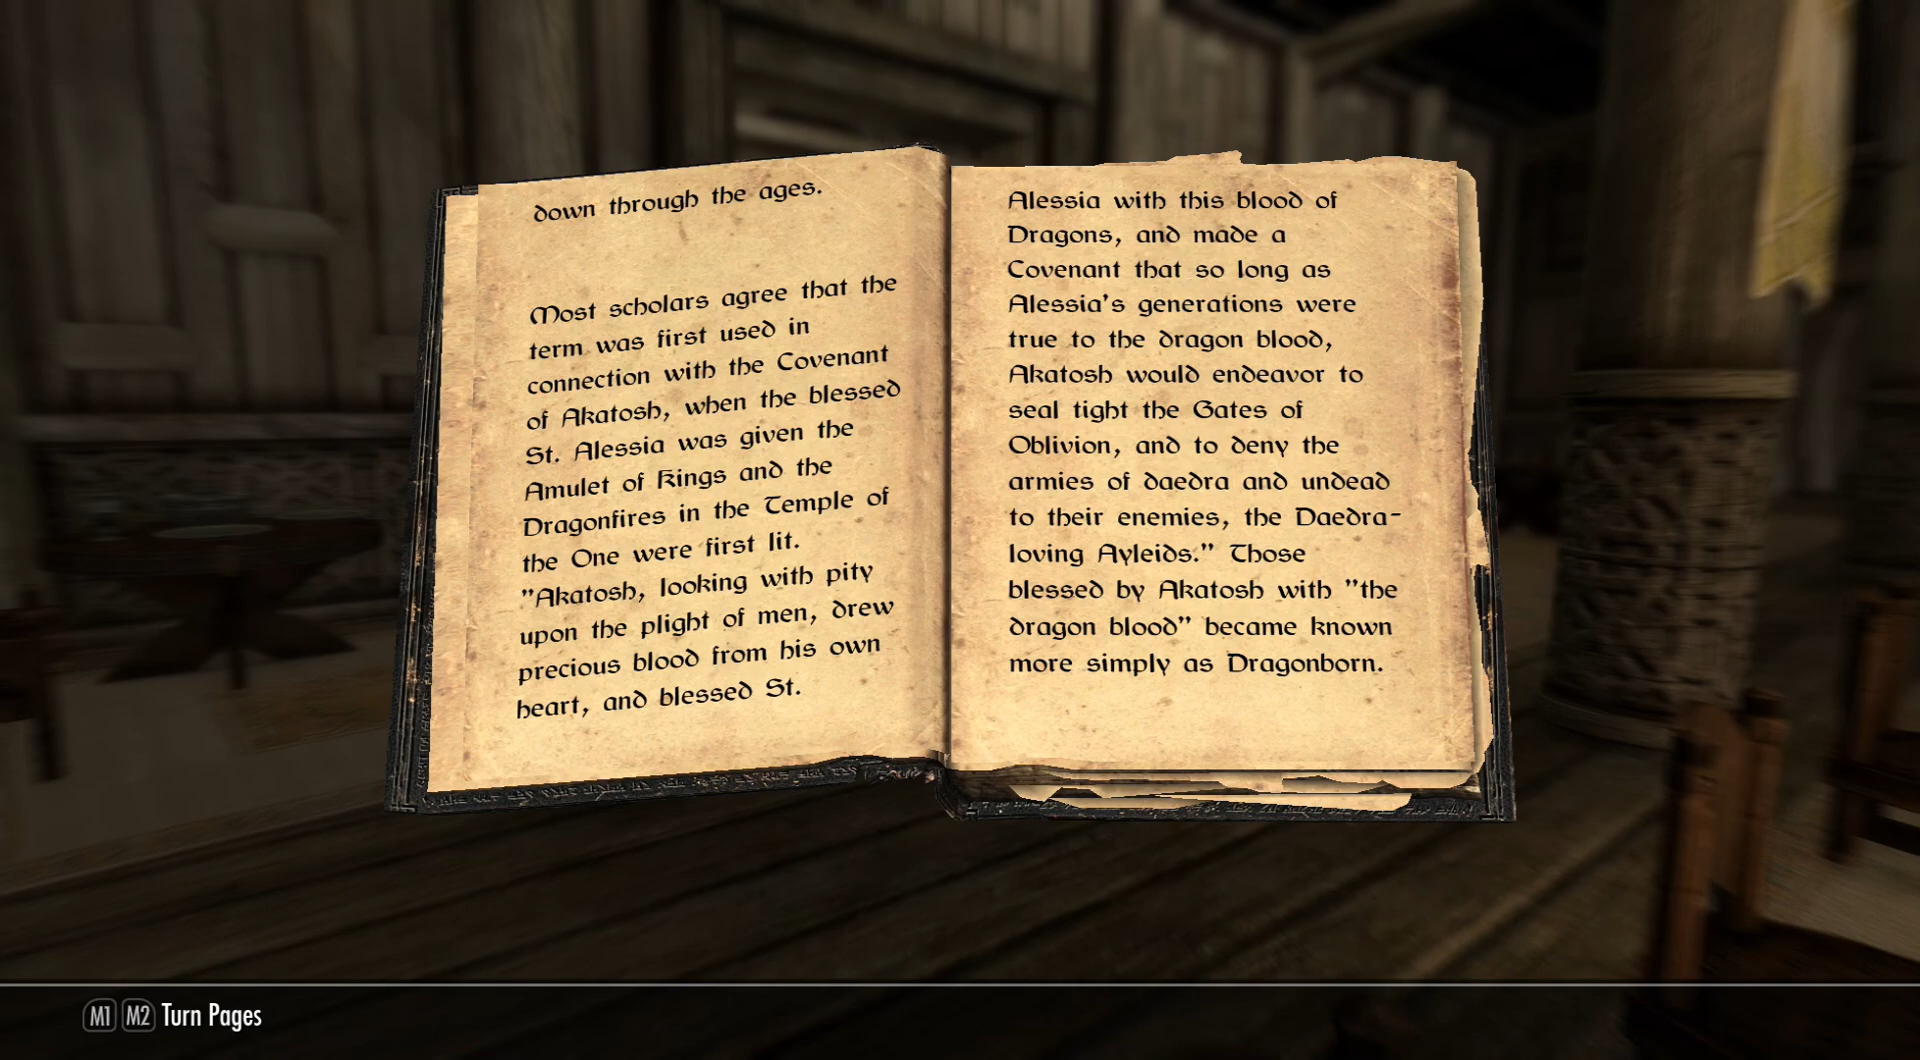 down through the ages.
Most scholars agree that the
term was first used in
connection with the Covenant
of Akatosh, when the blessed
St. Alessia was given the
Amulet of Kings and the
Dragonfires in the Temple of
the One were first lit.
"Akatosh, looking with pity
upon the plight of men, drew
precious blood from his own
heart, and blessed St.
Alessia with this blood of
Dragons, and made a
Covenant that so long as
Alessia's generations were
true to the dragon blood,
Akatosh would endeavor to
seal tight the Gates of
Oblivion, and to deny the
armies of daedra and undead
to their enemies, the Daedra-
loving Ayleids." Those
blessed by Akatosh with "the
dragon blood" became known
more simply as Dragonborn.
M1 M2 Turn Pages